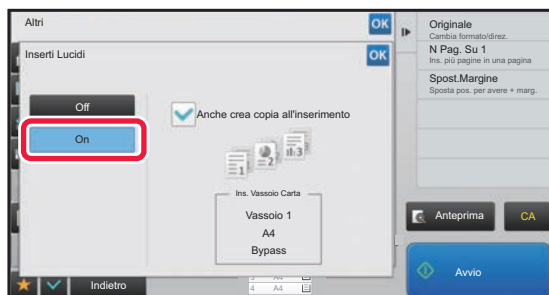 Altri
OK
Inserti Lucidi
OK
Off
On
Anche crea copia all'inserimento
1
2
3
Ins. Vassoio Carta
Vassoio 1
A4
Bypass
Indietro
3 A4
4 A4
Originale
Cambia formato/direz.
N Pag. Su 1
Ins. più pagine in una pagina
Spost.Margine
Sposta pos. per avere + marg.
Anteprima
CA
Avvio